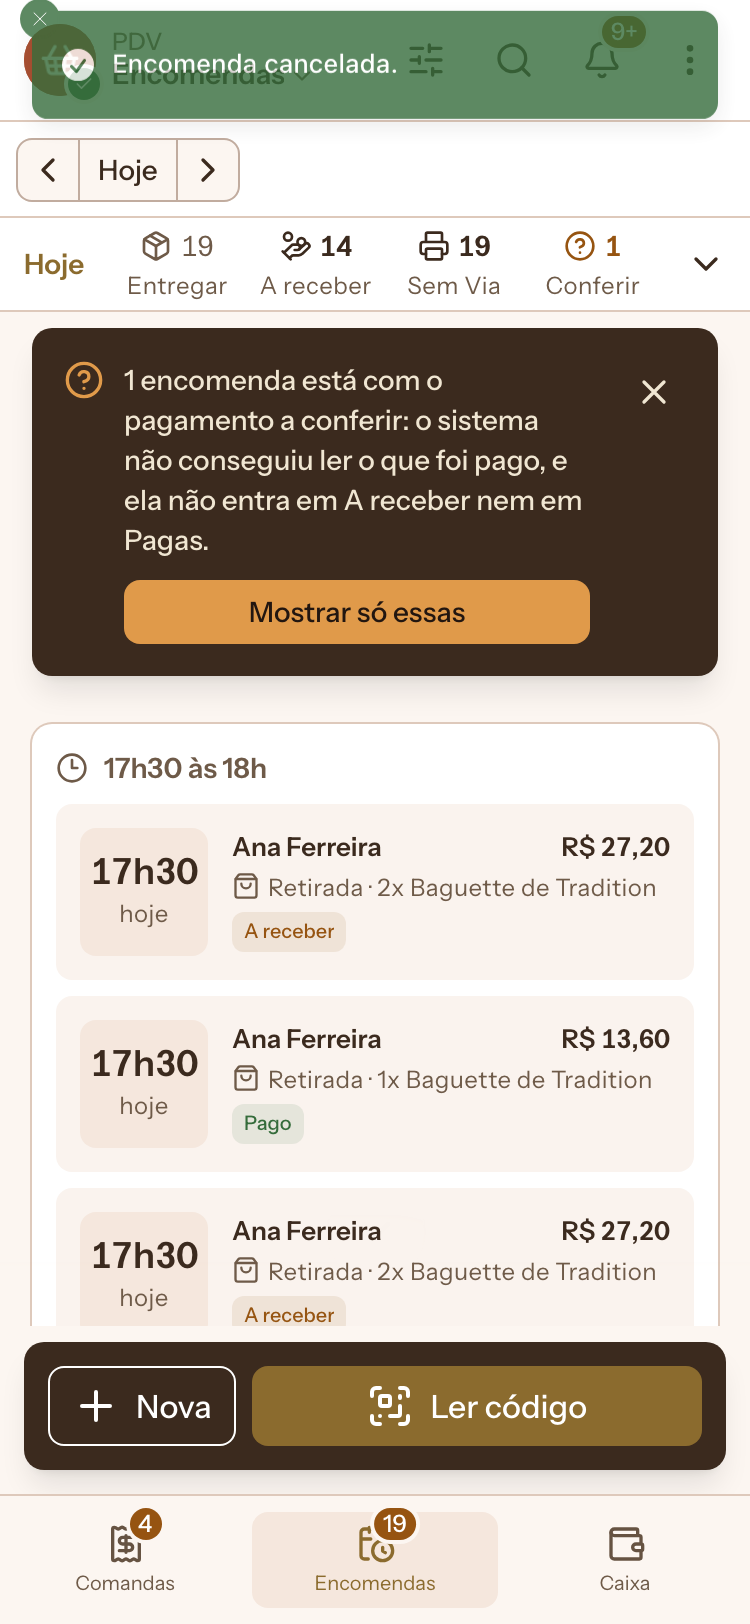 PDV
9+
Encomenda cancelada.
Encomendas
Hoje
Hoje
19
Entregar
14
A receber
19
Sem Via
1
Conferir
1 encomenda está com o
pagamento a conferir: o sistema
não conseguiu ler o que foi pago, e
ela não entra em A receber nem em
Pagas.
Mostrar só essas
17h30 às 18h
17h30
hoje
Ana Ferreira
R$ 27,20
Retirada · 2x Baguette de Tradition
A receber
17h30
hoje
Ana Ferreira
R$ 13,60
Retirada · 1x Baguette de Tradition
Pago
17h30
hoje
Ana Ferreira
R$ 27,20
Retirada · 2x Baguette de Tradition
A receber
Nova
Ler código
4
Comandas
19
Encomendas
Caixa